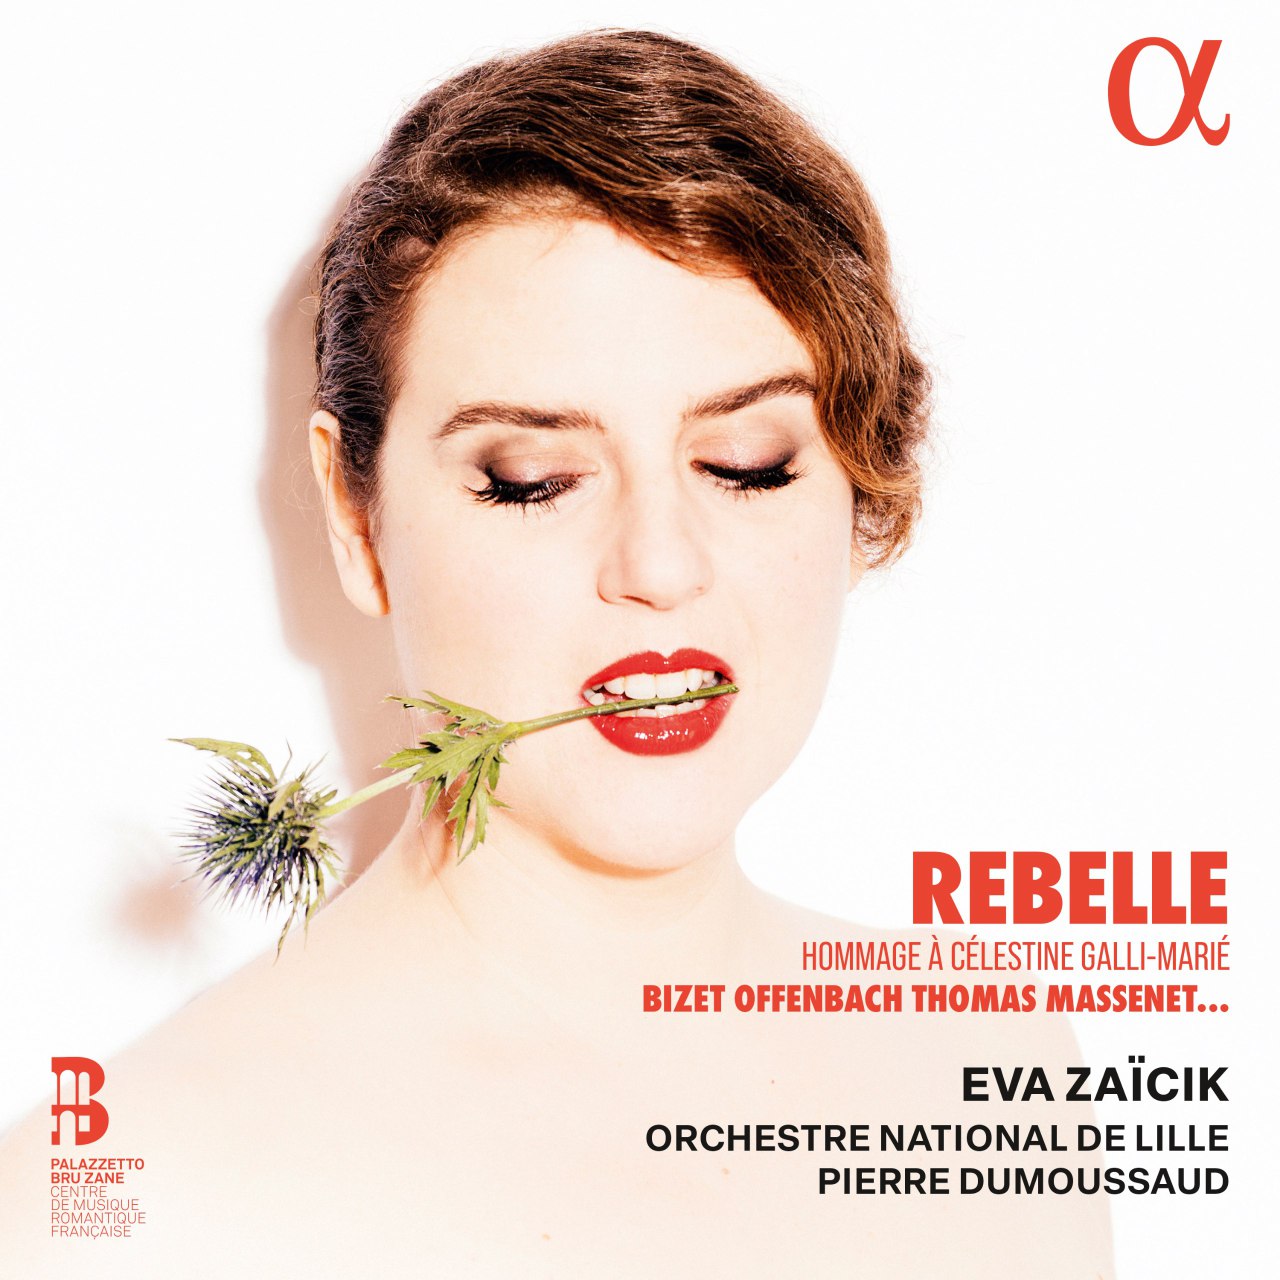 α
REBELLE
HOMMAGE À CÉLESTINE GALLI-MARIÉ
BIZET OFFENBACH THOMAS MASSENET...
EVA ZAÏCIK
ORCHESTRE NATIONAL DE LILLE
PIERRE DUMOUSSAUD
B
PALAZZETTO
BRU ZANE
CENTRE
DE MUSIQUE
ROMANTIQUE
FRANÇAISE